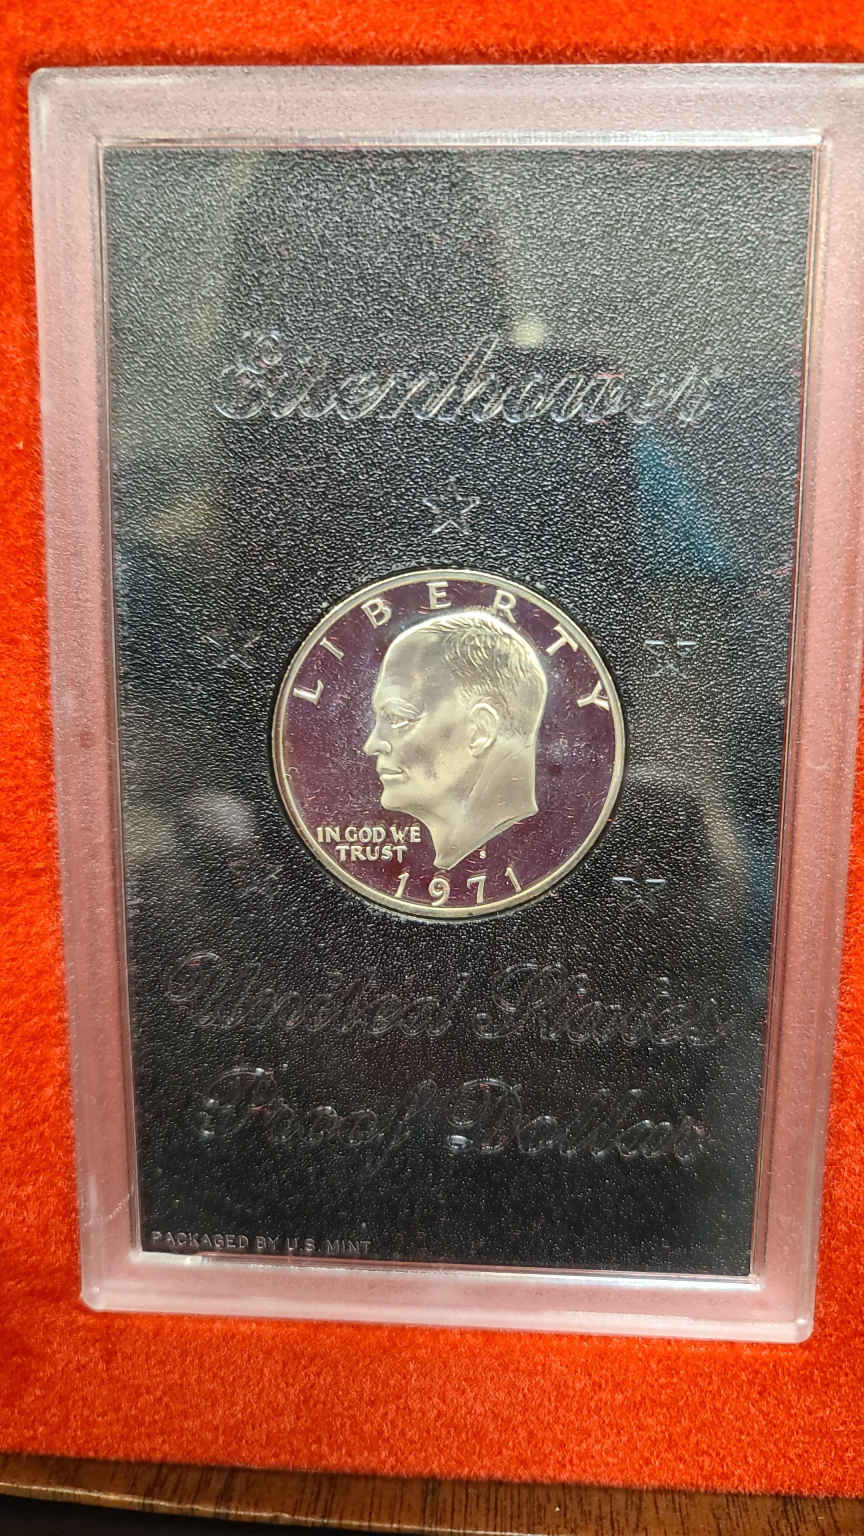 Eisenhower
LIBERTY
IN GOD WE
TRUST
S
1971
United States
Proof Dollar
PACKAGED BY U.S. MINT